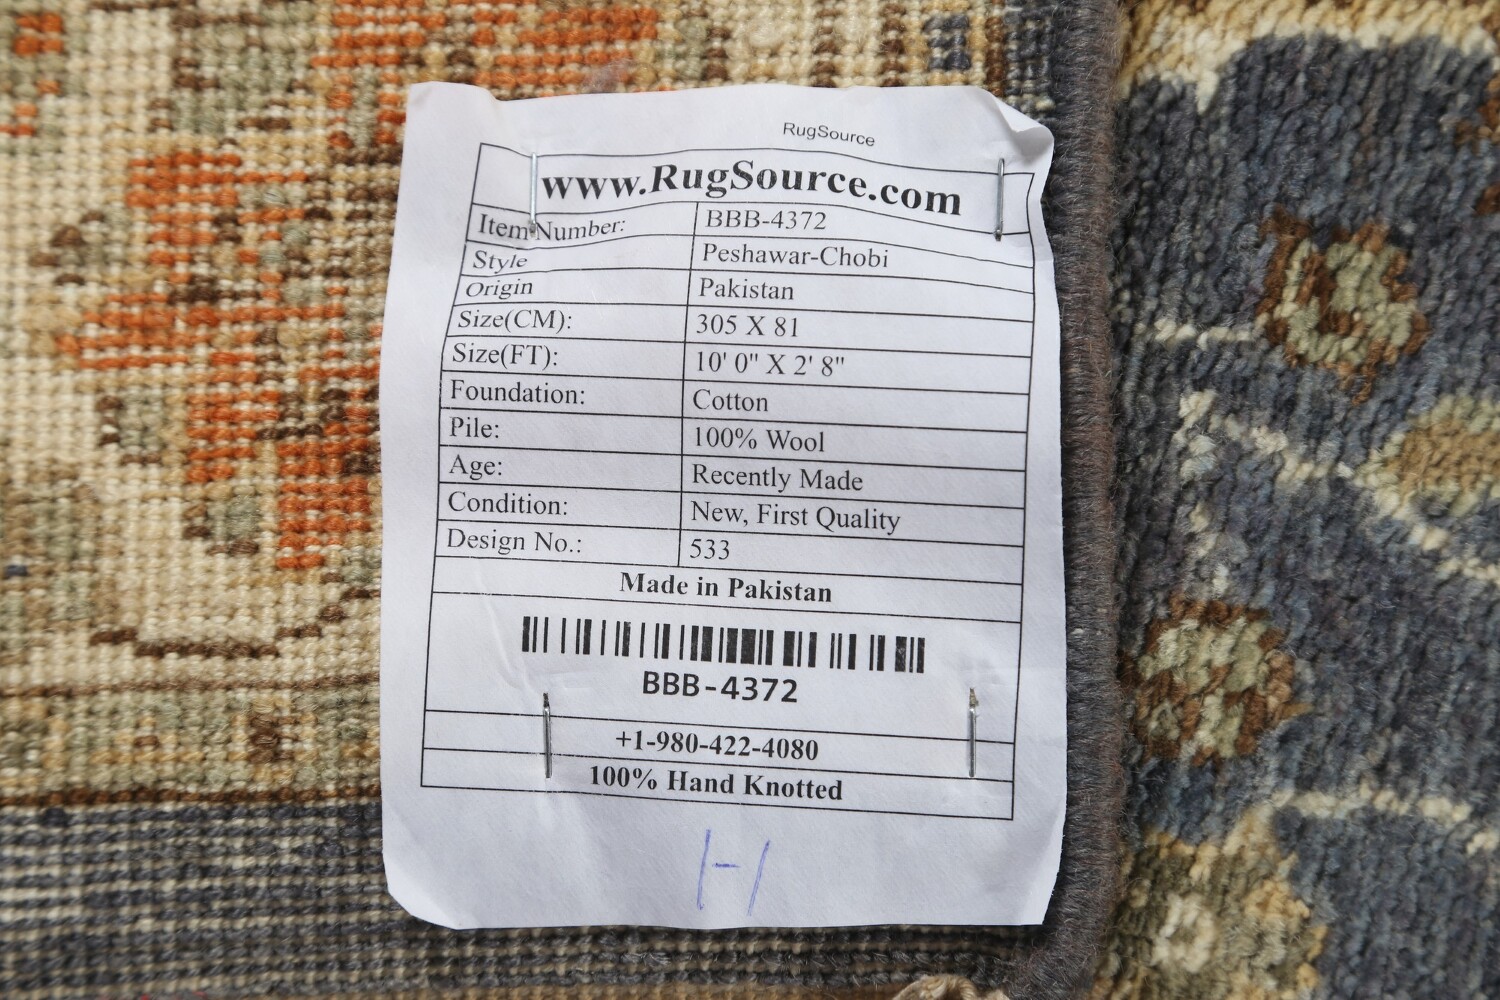 RugSource
www.RugSource.com
Item Number: BBB-4372
Style Peshawar-Chobi
Origin Pakistan
Size(CM): 305 X 81
Size(FT): 10' 0" X 2' 8"
Foundation: Cotton
Pile: 100% Wool
Age: Recently Made
Condition: New, First Quality
Design No.: 533
Made in Pakistan
BBB-4372
+1-980-422-4080
100% Hand Knotted
1-1